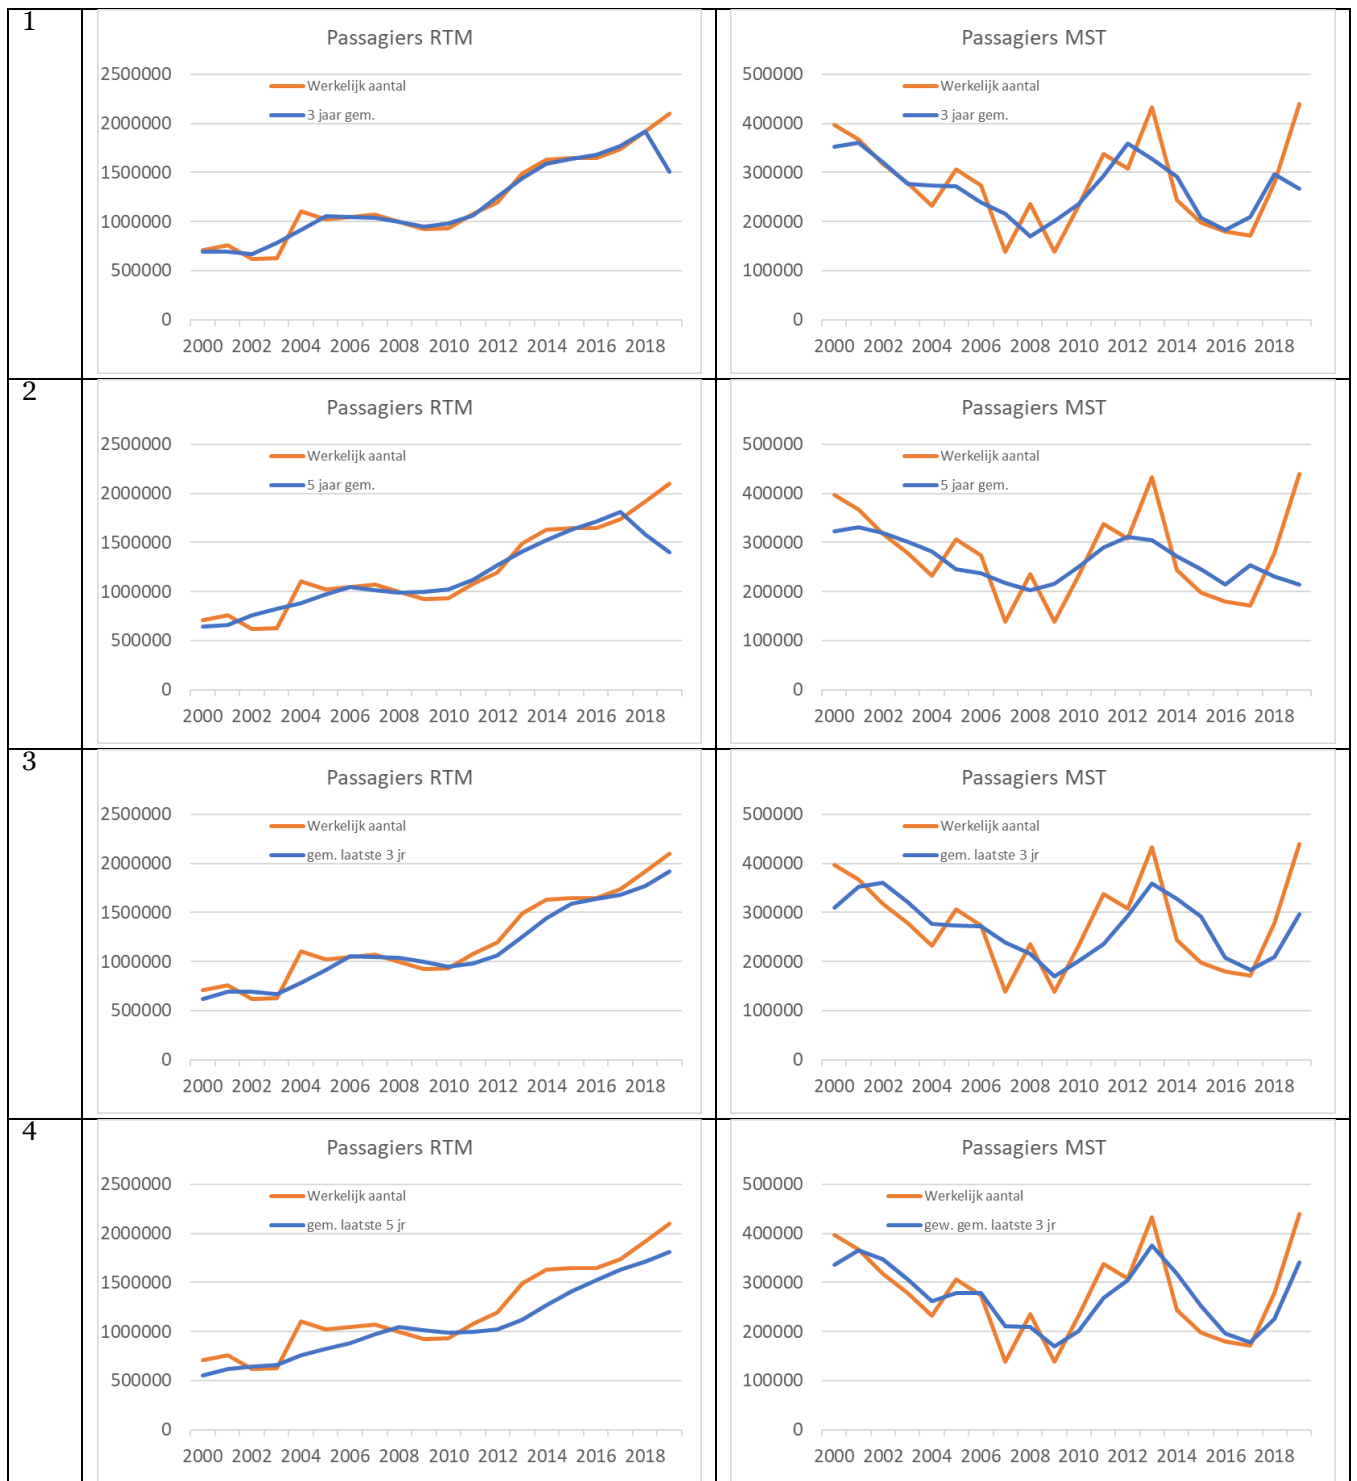 1
Passagiers RTM
2500000
Werkelijk aantal
2000000
3 jaar gem.
1500000
1000000
500000
0
2000 2002 2004 2006 2008 2010 2012 2014 2016 2018
Passagiers MST
500000
Werkelijk aantal
400000
3 jaar gem.
300000
200000
100000
0
2000 2002 2004 2006 2008 2010 2012 2014 2016 2018
2
Passagiers RTM
2500000
Werkelijk aantal
2000000
5 jaar gem.
1500000
1000000
500000
0
2000 2002 2004 2006 2008 2010 2012 2014 2016 2018
Passagiers MST
500000
Werkelijk aantal
400000
5 jaar gem.
300000
200000
100000
0
2000 2002 2004 2006 2008 2010 2012 2014 2016 2018
3
Passagiers RTM
2500000
Werkelijk aantal
2000000
gem. laatste 3 jr
1500000
1000000
500000
0
2000 2002 2004 2006 2008 2010 2012 2014 2016 2018
Passagiers MST
500000
Werkelijk aantal
400000
gem. laatste 3 jr
300000
200000
100000
0
2000 2002 2004 2006 2008 2010 2012 2014 2016 2018
4
Passagiers RTM
2500000
Werkelijk aantal
2000000
gem. laatste 5 jr
1500000
1000000
500000
0
2000 2002 2004 2006 2008 2010 2012 2014 2016 2018
Passagiers MST
500000
Werkelijk aantal
400000
gew. gem. laatste 3 jr
300000
200000
100000
0
2000 2002 2004 2006 2008 2010 2012 2014 2016 2018